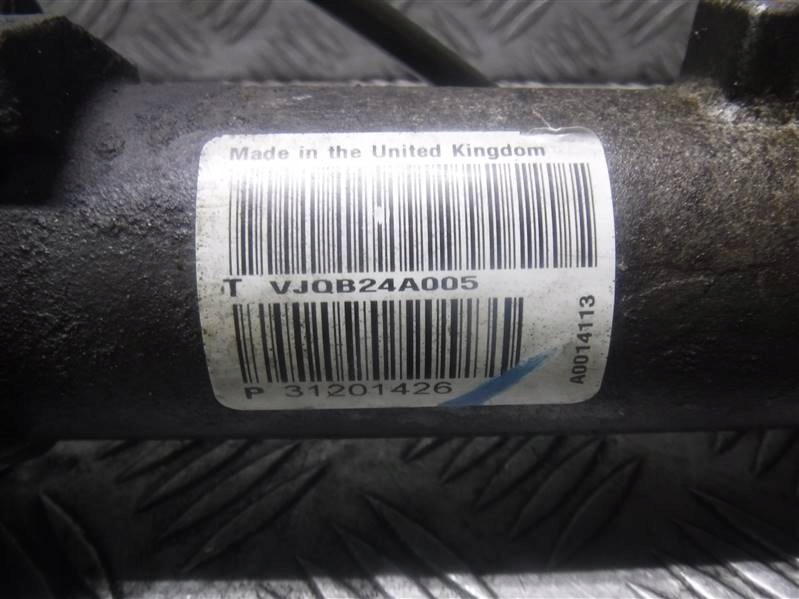 Made in the United Kingdom
T VJQB24A005
P 31201426
A0014113